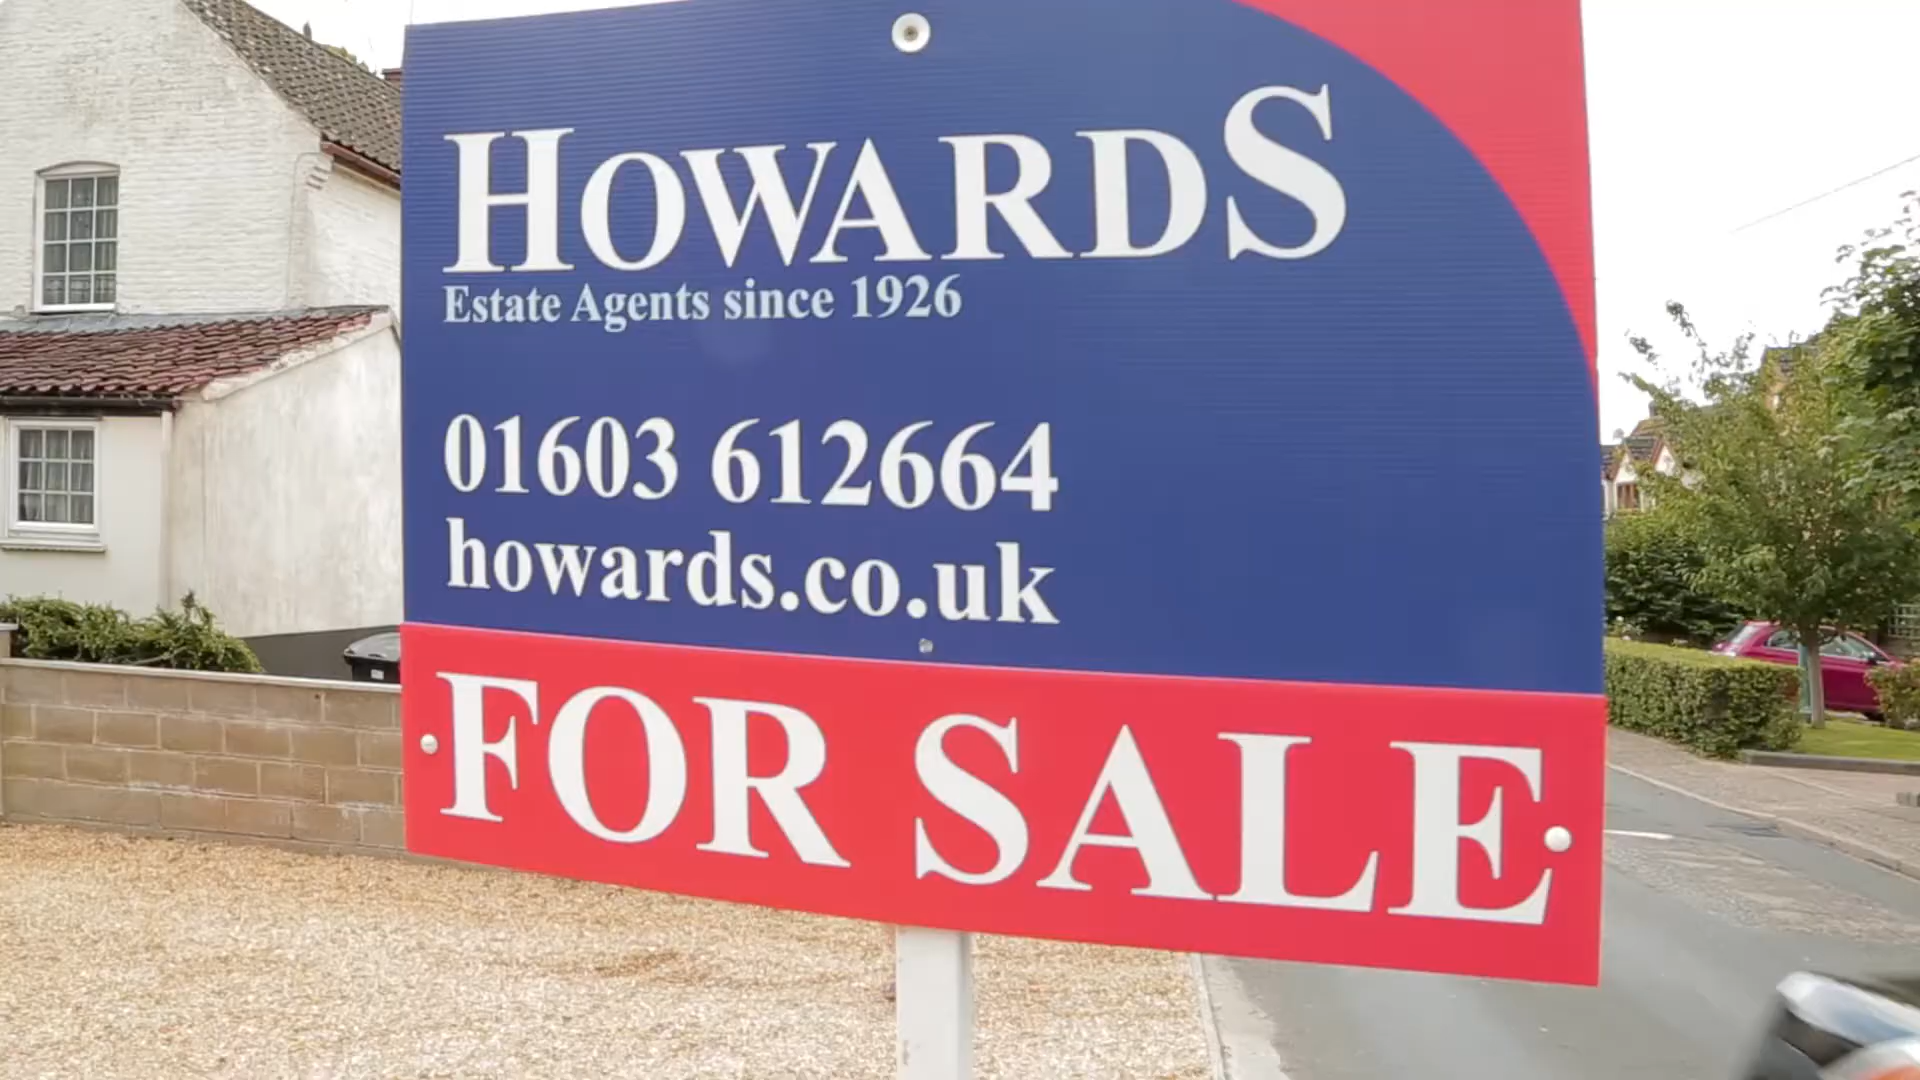 HOWARDS
Estate Agents since 1926
01603 612664
howards.co.uk
FOR SALE